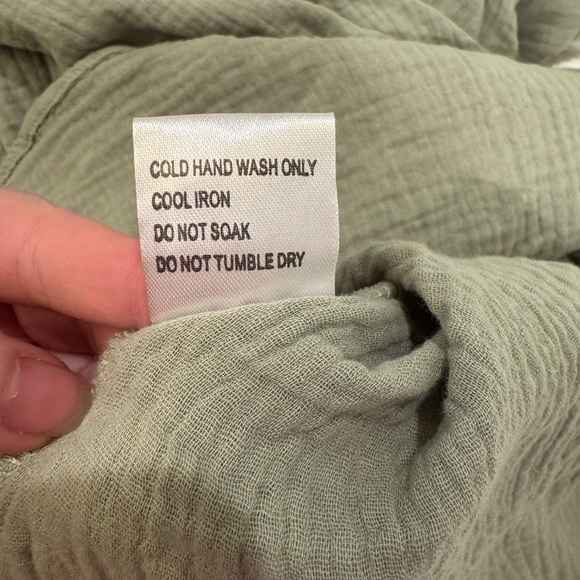 COLD HAND WASH ONLY
COOL IRON
DO NOT SOAK
DO NOT TUMBLE DRY